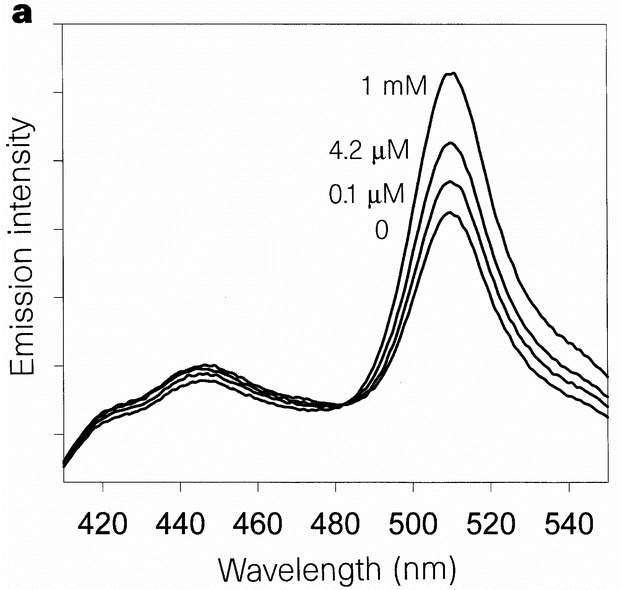 a
1 mM
4.2 μM
0.1 μM
0
Emission intensity
420 440 460 480 500 520 540
Wavelength (nm)